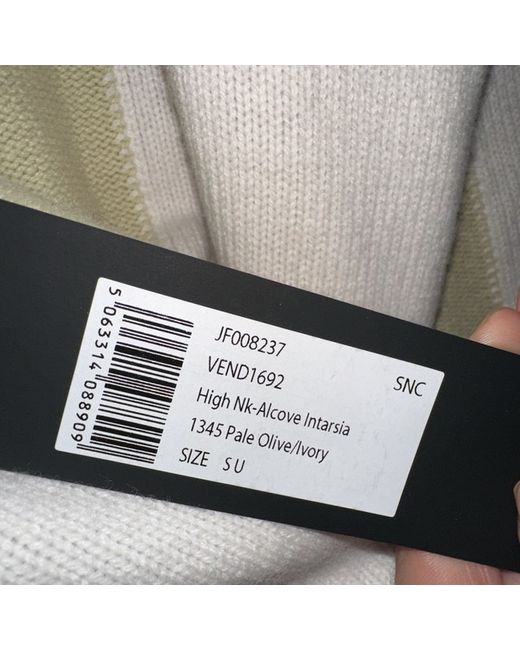 JF008237
VEND1692
SNC
High Nk-Alcove Intarsia
1345 Pale Olive/Ivory
SIZE S U
5 063314 088909